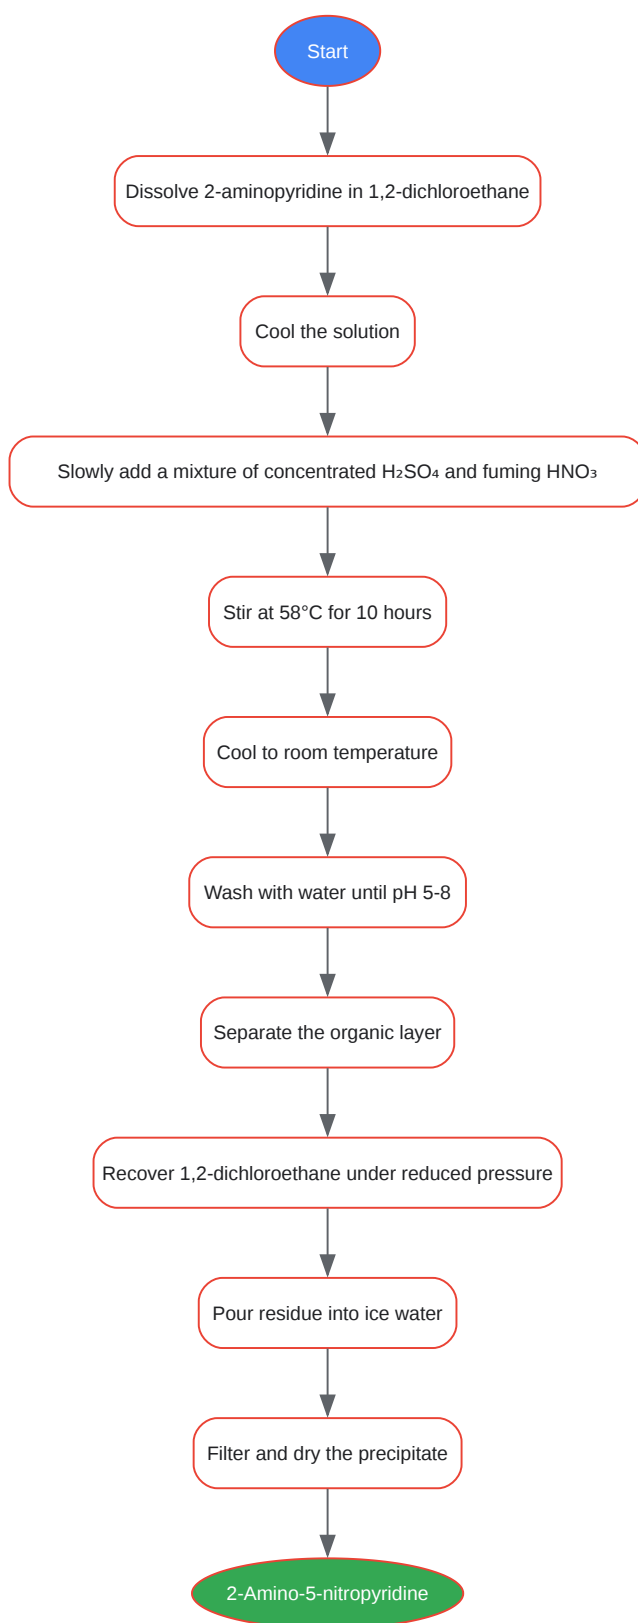 Start
Dissolve 2-aminopyridine in 1,2-dichloroethane
Cool the solution
Slowly add a mixture of concentrated H₂SO₄ and fuming HNO₃
Stir at 58°C for 10 hours
Cool to room temperature
Wash with water until pH 5-8
Separate the organic layer
Recover 1,2-dichloroethane under reduced pressure
Pour residue into ice water
Filter and dry the precipitate
2-Amino-5-nitropyridine